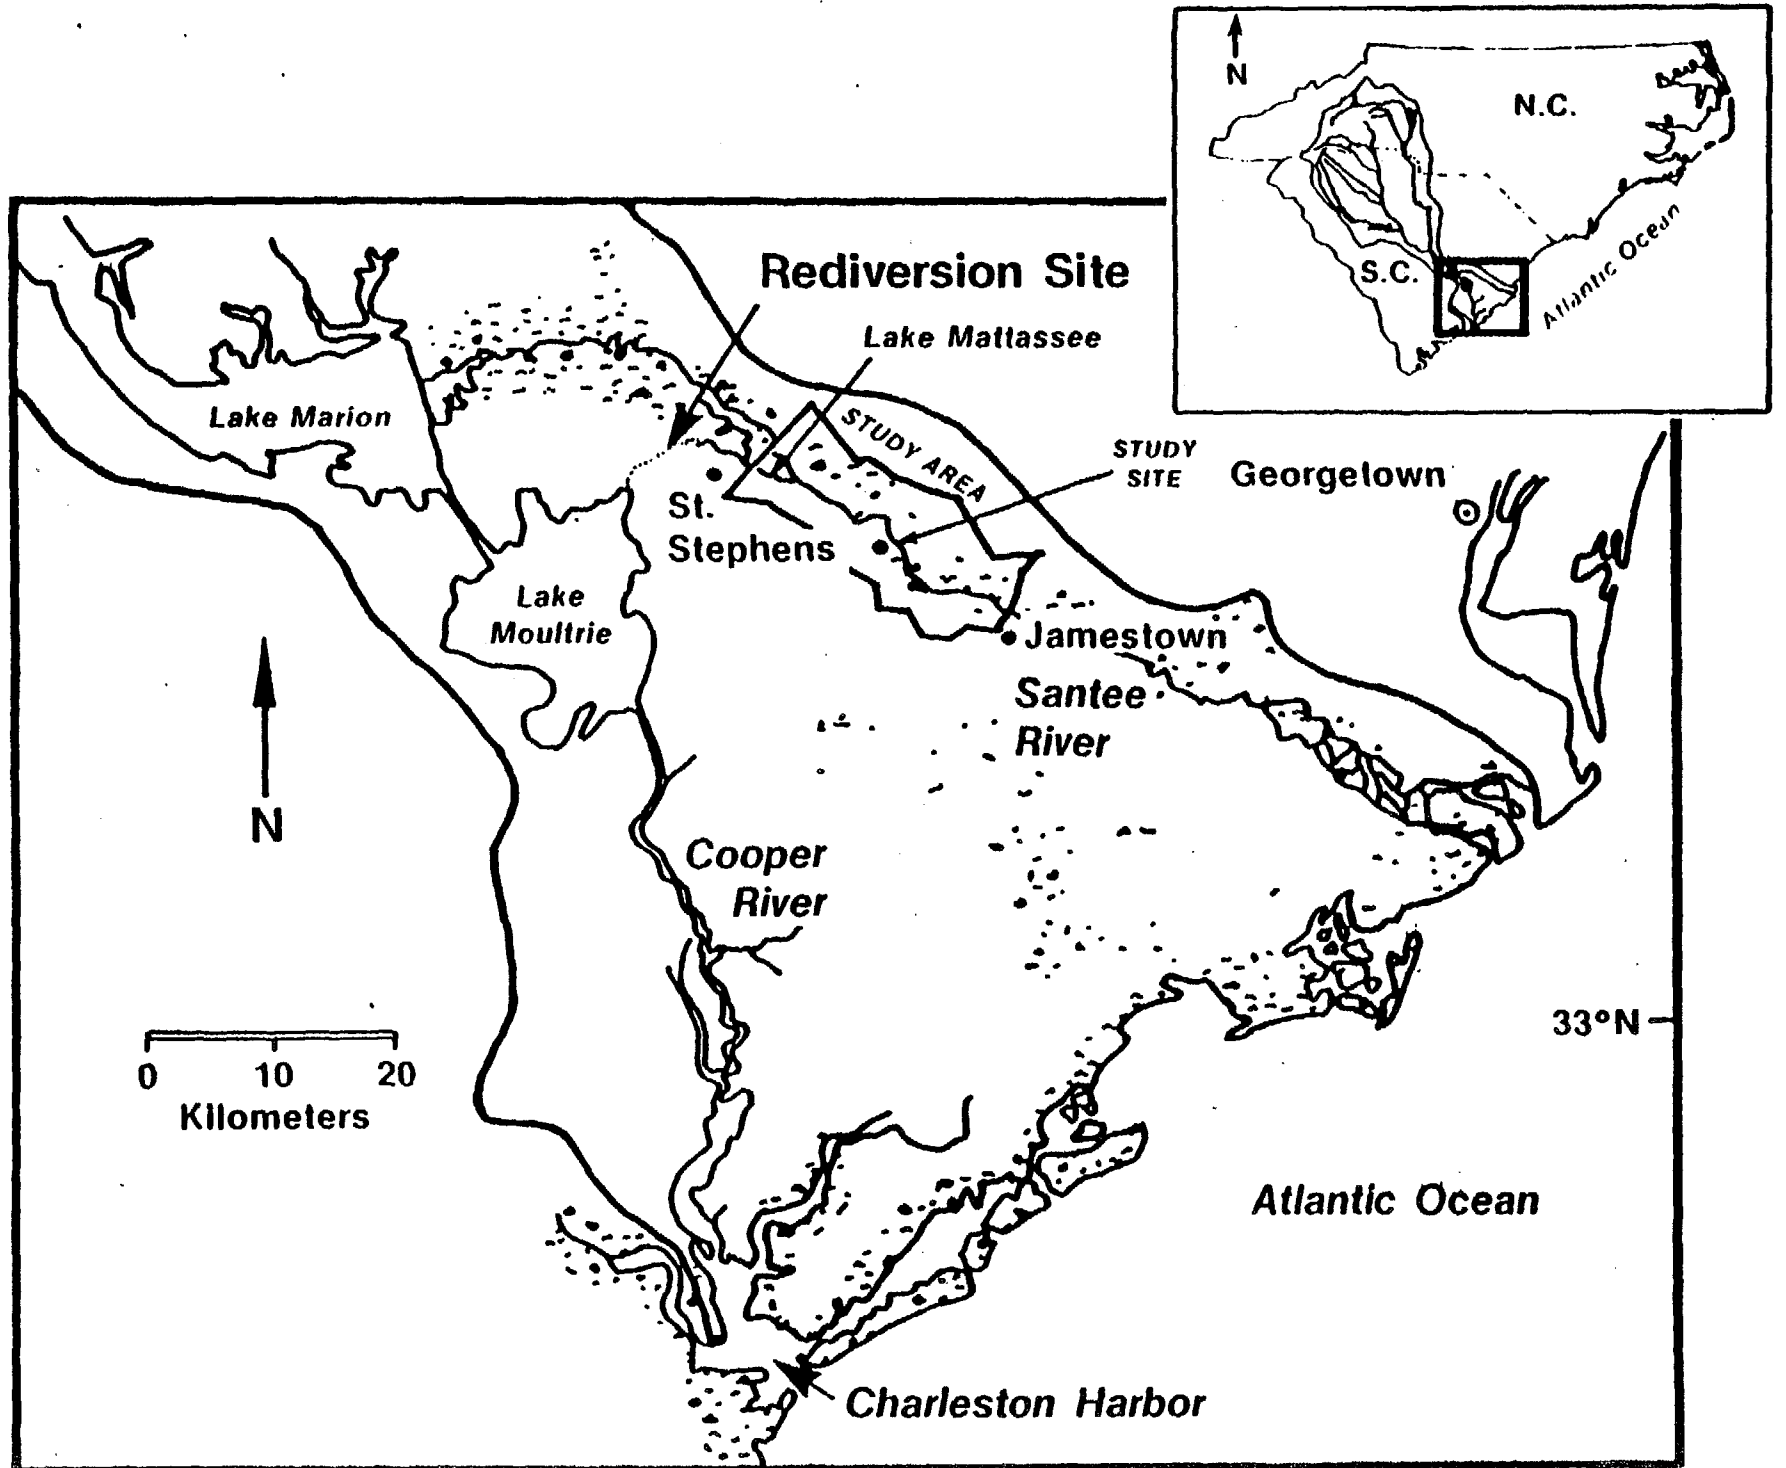 N
N.C.
S.C.
Atlantic Ocean
Rediversion Site
Lake Mattassee
Lake Marion
STUDY AREA
STUDY
SITE
Georgetown
St.
Stephens
Lake
Moultrie
Jamestown
Santee
River
N
Cooper
River
33°N
0 10 20
Kilometers
Atlantic Ocean
Charleston Harbor